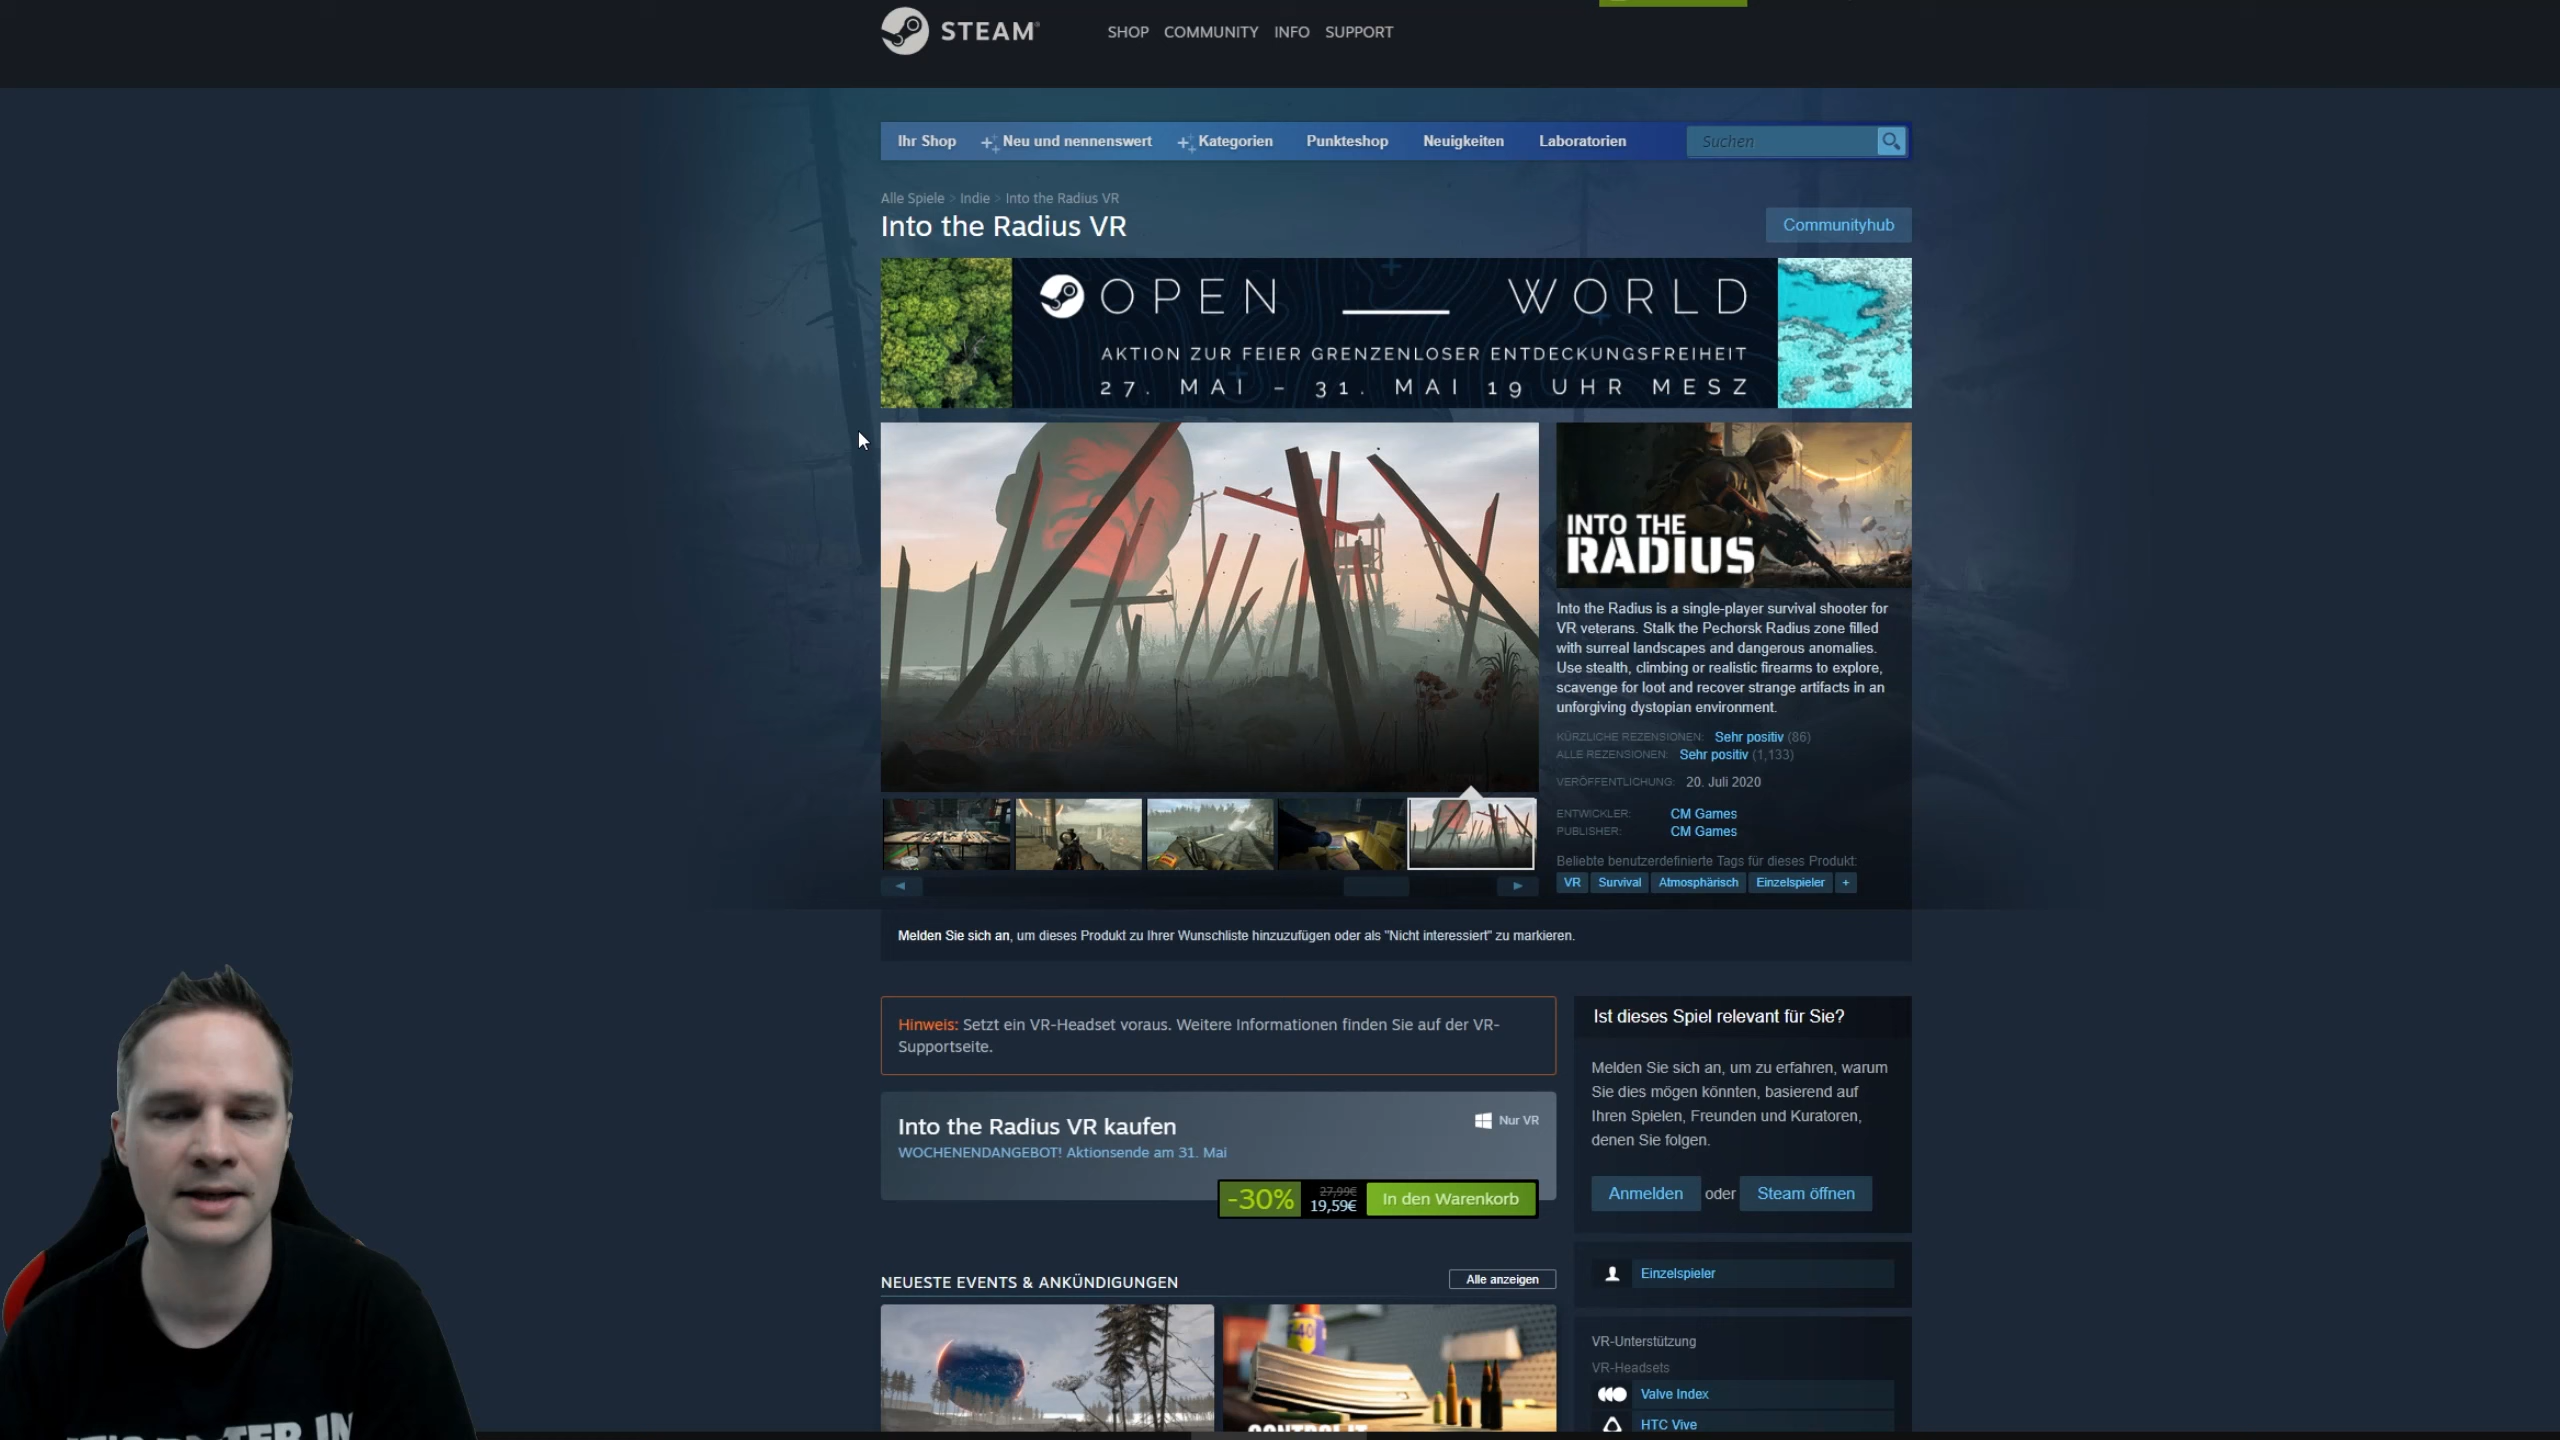 STEAM
SHOP COMMUNITY INFO SUPPORT
Ihr Shop Neu und nennenswert Kategorien Punkteshop Neuigkeiten Laboratorien Suchen
Alle Spiele > Indie > Into the Radius VR
Into the Radius VR
Communityhub
OPEN WORLD
AKTION ZUR FEIER GRENZENLOSER ENTDECKUNGSFREIHEIT
27. MAI - 31. MAI 19 UHR MESZ
INTO THE
RADIUS
Into the Radius is a single-player survival shooter for
VR veterans. Stalk the Pechorsk Radius zone filled
with surreal landscapes and dangerous anomalies.
Use stealth, climbing or realistic firearms to explore,
scavenge for loot and recover strange artifacts in an
unforgiving dystopian environment.
KÜRZLICHE REZENSIONEN: Sehr positiv (86)
ALLE REZENSIONEN: Sehr positiv (1,133)
VERÖFFENTLICHUNG: 20. Juli 2020
ENTWICKLER: CM Games
PUBLISHER: CM Games
Beliebte benutzerdefinierte Tags für dieses Produkt:
VR Survival Atmosphärisch Einzelspieler +
Melden Sie sich an, um dieses Produkt zu Ihrer Wunschliste hinzuzufügen oder als "Nicht interessiert" zu markieren.
Hinweis: Setzt ein VR-Headset voraus. Weitere Informationen finden Sie auf der VR-
Supportseite.
Into the Radius VR kaufen
Nur VR
WOCHENENDANGEBOT! Aktionsende am 31. Mai
-30% 27,99€ 19,59€ In den Warenkorb
NEUESTE EVENTS & ANKÜNDIGUNGEN
Alle anzeigen
CONTROL IT
Ist dieses Spiel relevant für Sie?
Melden Sie sich an, um zu erfahren, warum
Sie dies mögen könnten, basierend auf
Ihren Spielen, Freunden und Kuratoren,
denen Sie folgen.
Anmelden oder Steam öffnen
Einzelspieler
VR-Unterstützung
VR-Headsets
Valve Index
HTC Vive